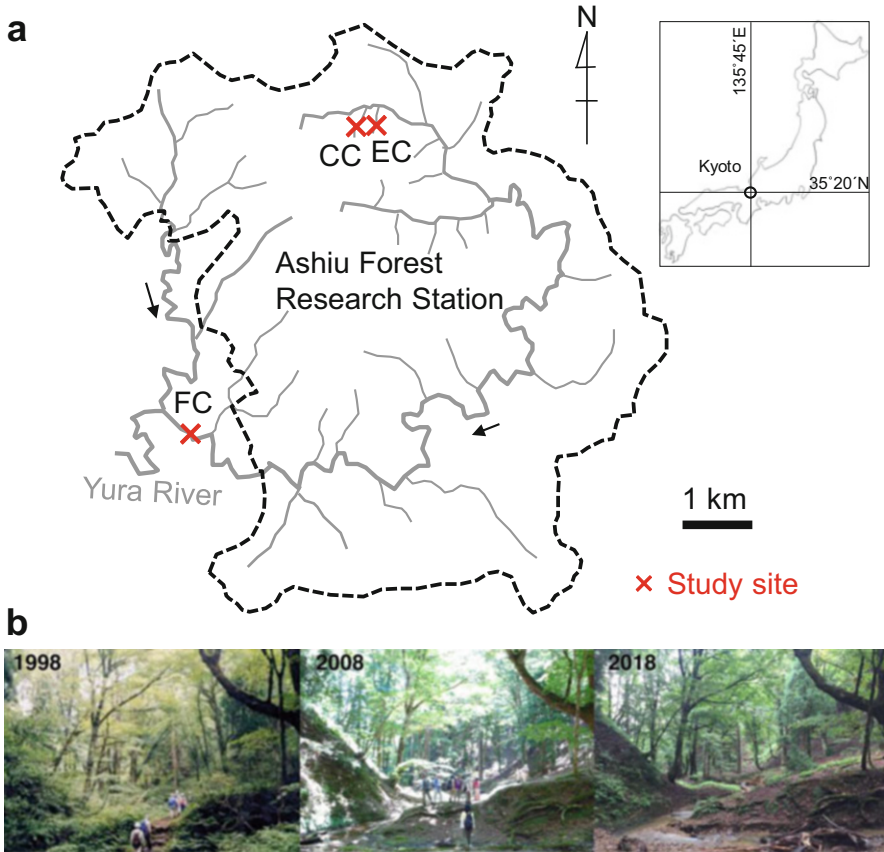 a
N
135˚45´E
Kyoto
35˚20´N
CC EC
Ashiu Forest
Research Station
FC
Yura River
1 km
× Study site
b
1998
2008
2018